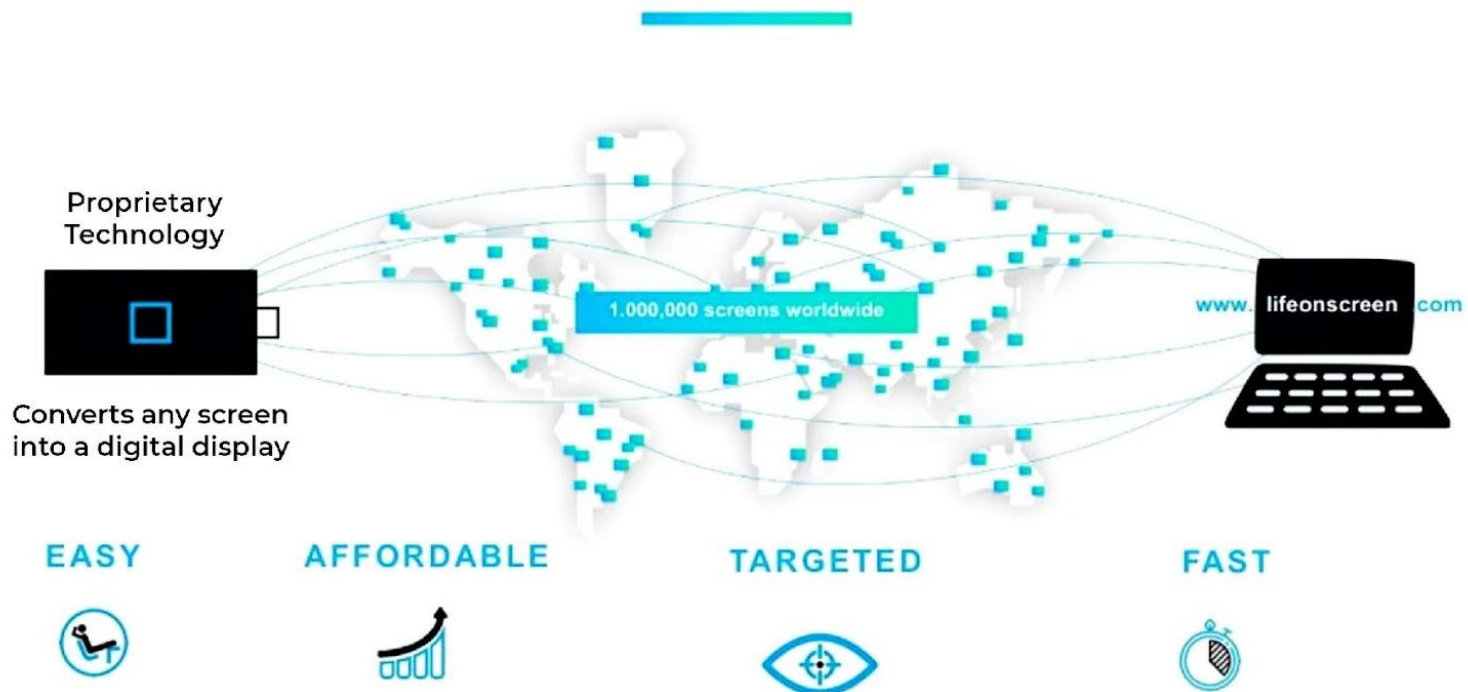 Proprietary
Technology
Converts any screen
into a digital display
1.000,000 screens worldwide
www. lifeonscreen .com
EASY
AFFORDABLE
TARGETED
FAST